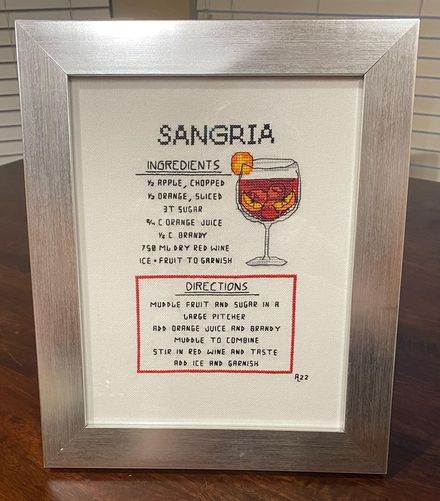 SANGRIA
INGREDIENTS
½ APPLE, CHOPPED
½ ORANGE, SLICED
3 T SUGAR
¾ C ORANGE JUICE
½ C BRANDY
750 ML DRY RED WINE
ICE + FRUIT TO GARNISH
DIRECTIONS
MUDDLE FRUIT AND SUGAR IN A
LARGE PITCHER
ADD ORANGE JUICE AND BRANDY
MUDDLE TO COMBINE
STIR IN RED WINE AND TASTE
ADD ICE AND GARNISH